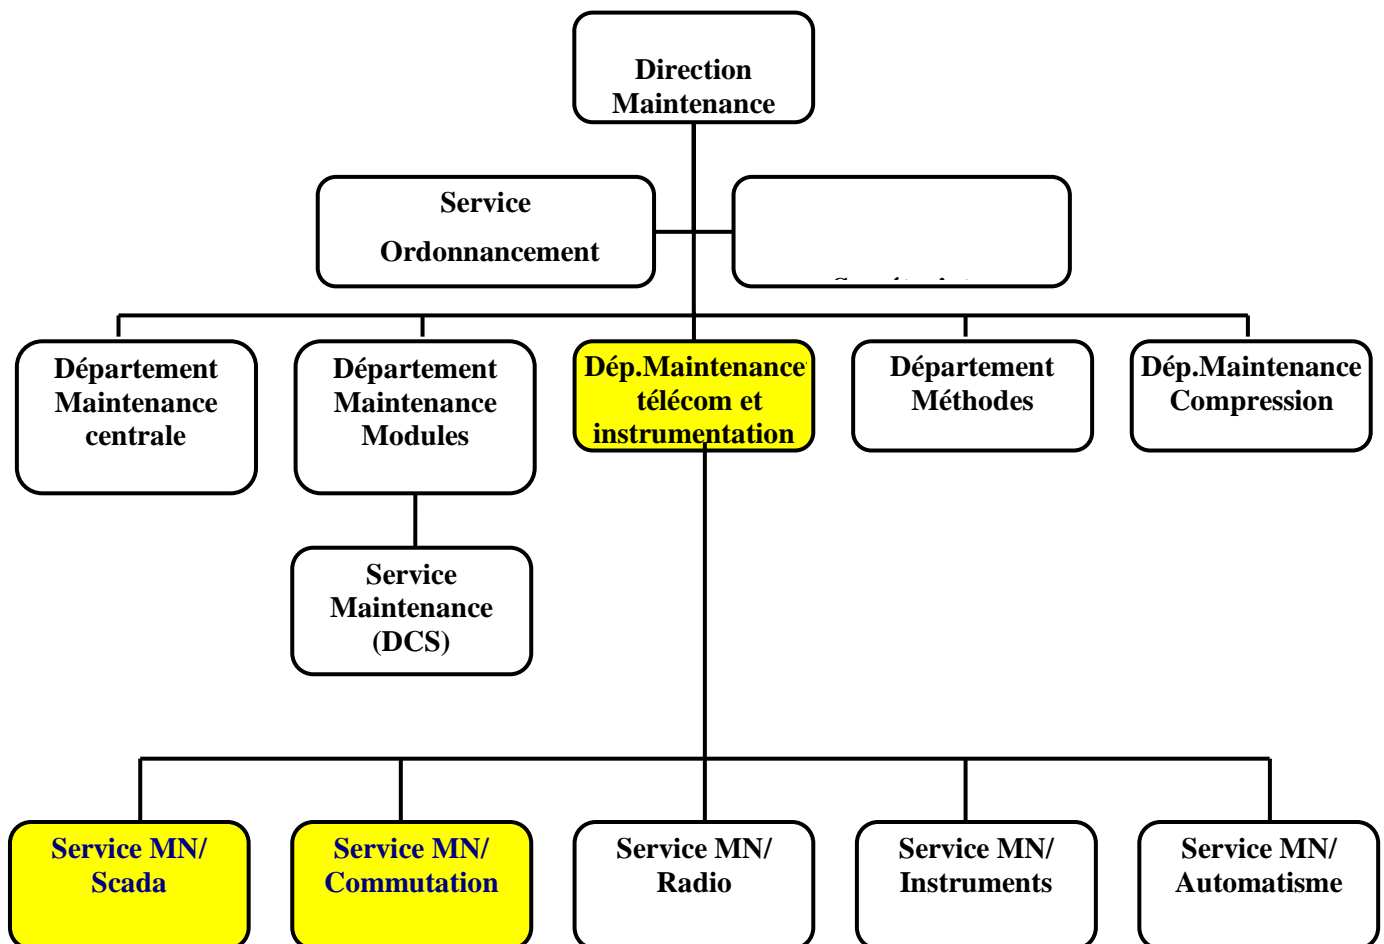 Direction
Maintenance
Service
Ordonnancement
Département
Maintenance
centrale
Département
Maintenance
Modules
Dép.Maintenance
télécom et
instrumentation
Département
Méthodes
Dép.Maintenance
Compression
Service
Maintenance
(DCS)
Service MN/
Scada
Service MN/
Commutation
Service MN/
Radio
Service MN/
Instruments
Service MN/
Automatisme